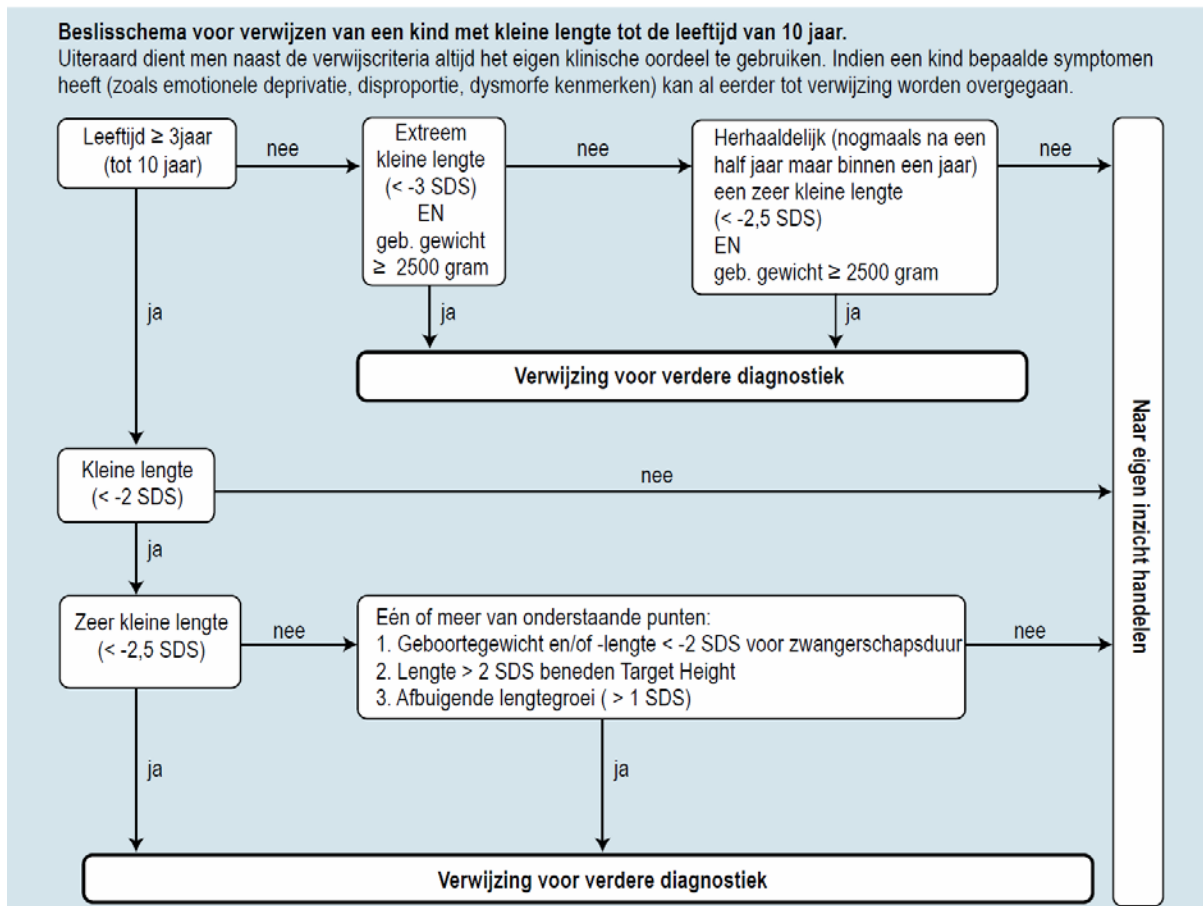 Beslisschema voor verwijzen van een kind met kleine lengte tot de leeftijd van 10 jaar.
Uiteraard dient men naast de verwijscriteria altijd het eigen klinische oordeel te gebruiken. Indien een kind bepaalde symptomen
heeft (zoals emotionele deprivatie, disproportie, dysmorfe kenmerken) kan al eerder tot verwijzing worden overgegaan.
Leeftijd ≥ 3jaar
(tot 10 jaar)
nee
Extreem
kleine lengte
(< -3 SDS)
EN
geb. gewicht
≥ 2500 gram
nee
Herhaaldelijk (nogmaals na een
half jaar maar binnen een jaar)
een zeer kleine lengte
(< -2,5 SDS)
EN
geb. gewicht ≥ 2500 gram
nee
ja
ja
ja
Verwijzing voor verdere diagnostiek
Kleine lengte
(< -2 SDS)
nee
ja
Zeer kleine lengte
(< -2,5 SDS)
nee
Eén of meer van onderstaande punten:
1. Geboortegewicht en/of -lengte < -2 SDS voor zwangerschapsduur
2. Lengte > 2 SDS beneden Target Height
3. Afbuigende lengtegroei ( > 1 SDS)
nee
ja
ja
Verwijzing voor verdere diagnostiek
Naar eigen inzicht handelen